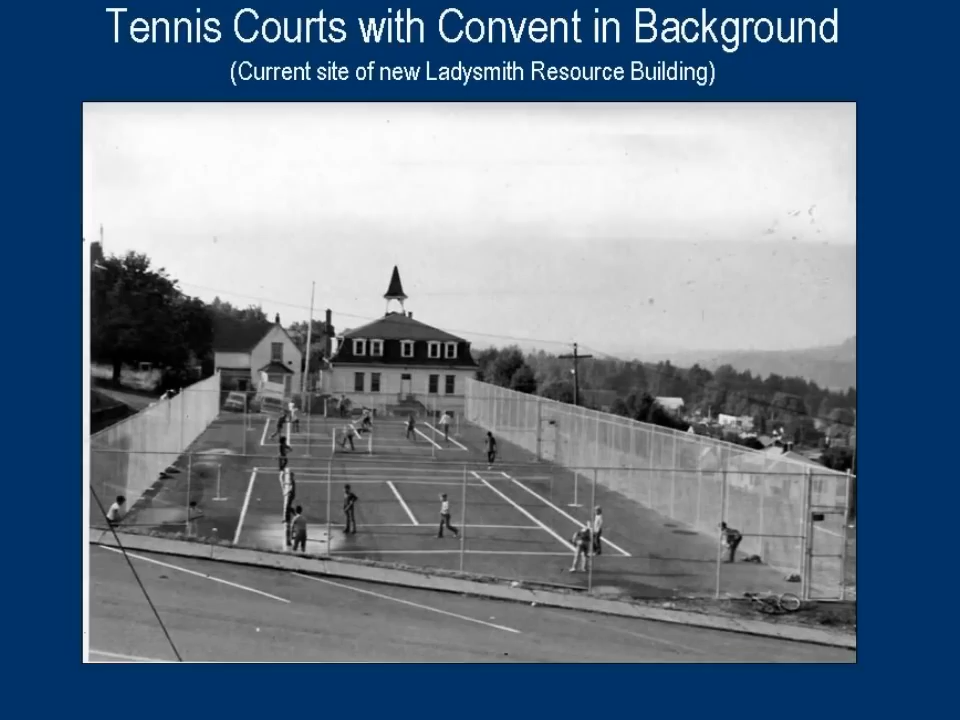 Tennis Courts with Convent in Background
(Current site of new Ladysmith Resource Building)